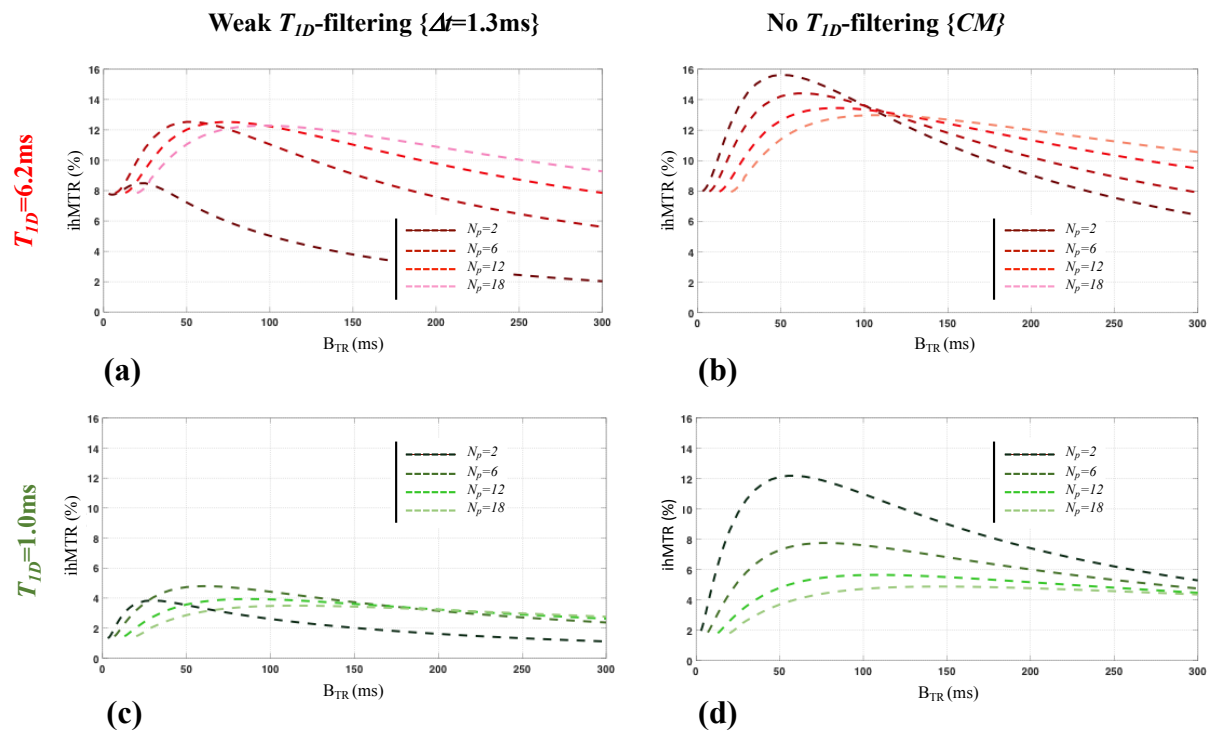 Weak T1D-filtering {Δt=1.3ms}
No T1D-filtering {CM}
T1D=6.2ms
16
14
12
10
8
6
4
2
0
ihMTR (%)
Np=2
Np=6
Np=12
Np=18
0 50 100 150 200 250 300
BTR (ms)
(a)
16
14
12
10
8
6
4
2
0
ihMTR (%)
Np=2
Np=6
Np=12
Np=18
0 50 100 150 200 250 300
BTR (ms)
(b)
T1D=1.0ms
16
14
12
10
8
6
4
2
0
ihMTR (%)
Np=2
Np=6
Np=12
Np=18
0 50 100 150 200 250 300
BTR (ms)
(c)
16
14
12
10
8
6
4
2
0
ihMTR (%)
Np=2
Np=6
Np=12
Np=18
0 50 100 150 200 250 300
BTR (ms)
(d)